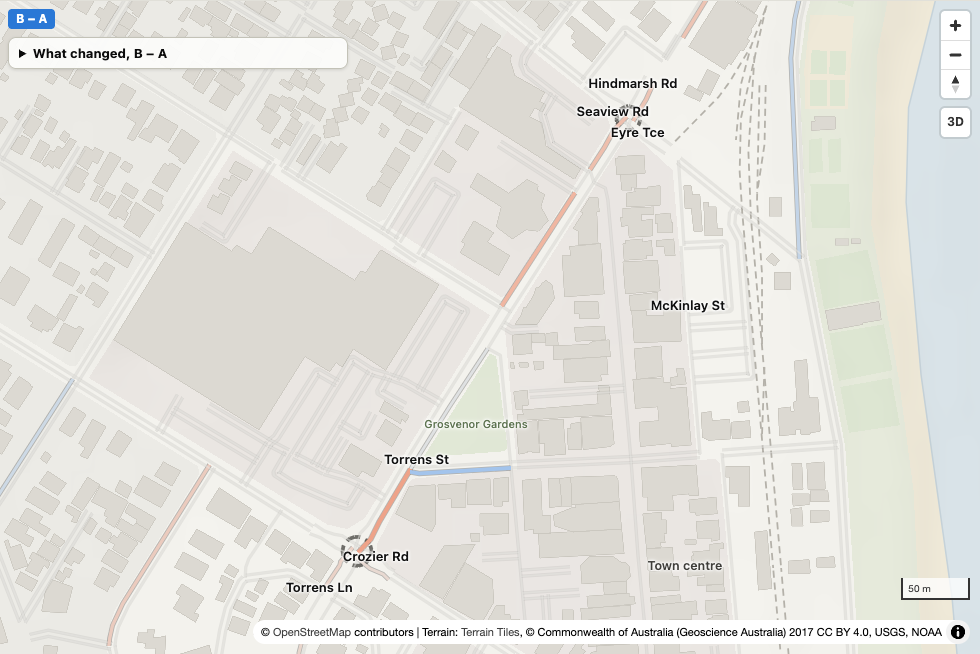 B – A
What changed, B – A
+
−
3D
Hindmarsh Rd
Seaview Rd
Eyre Tce
McKinlay St
Grosvenor Gardens
Torrens St
Crozier Rd
Town centre
Torrens Ln
50 m
© OpenStreetMap contributors | Terrain: Terrain Tiles, © Commonwealth of Australia (Geoscience Australia) 2017 CC BY 4.0, USGS, NOAA